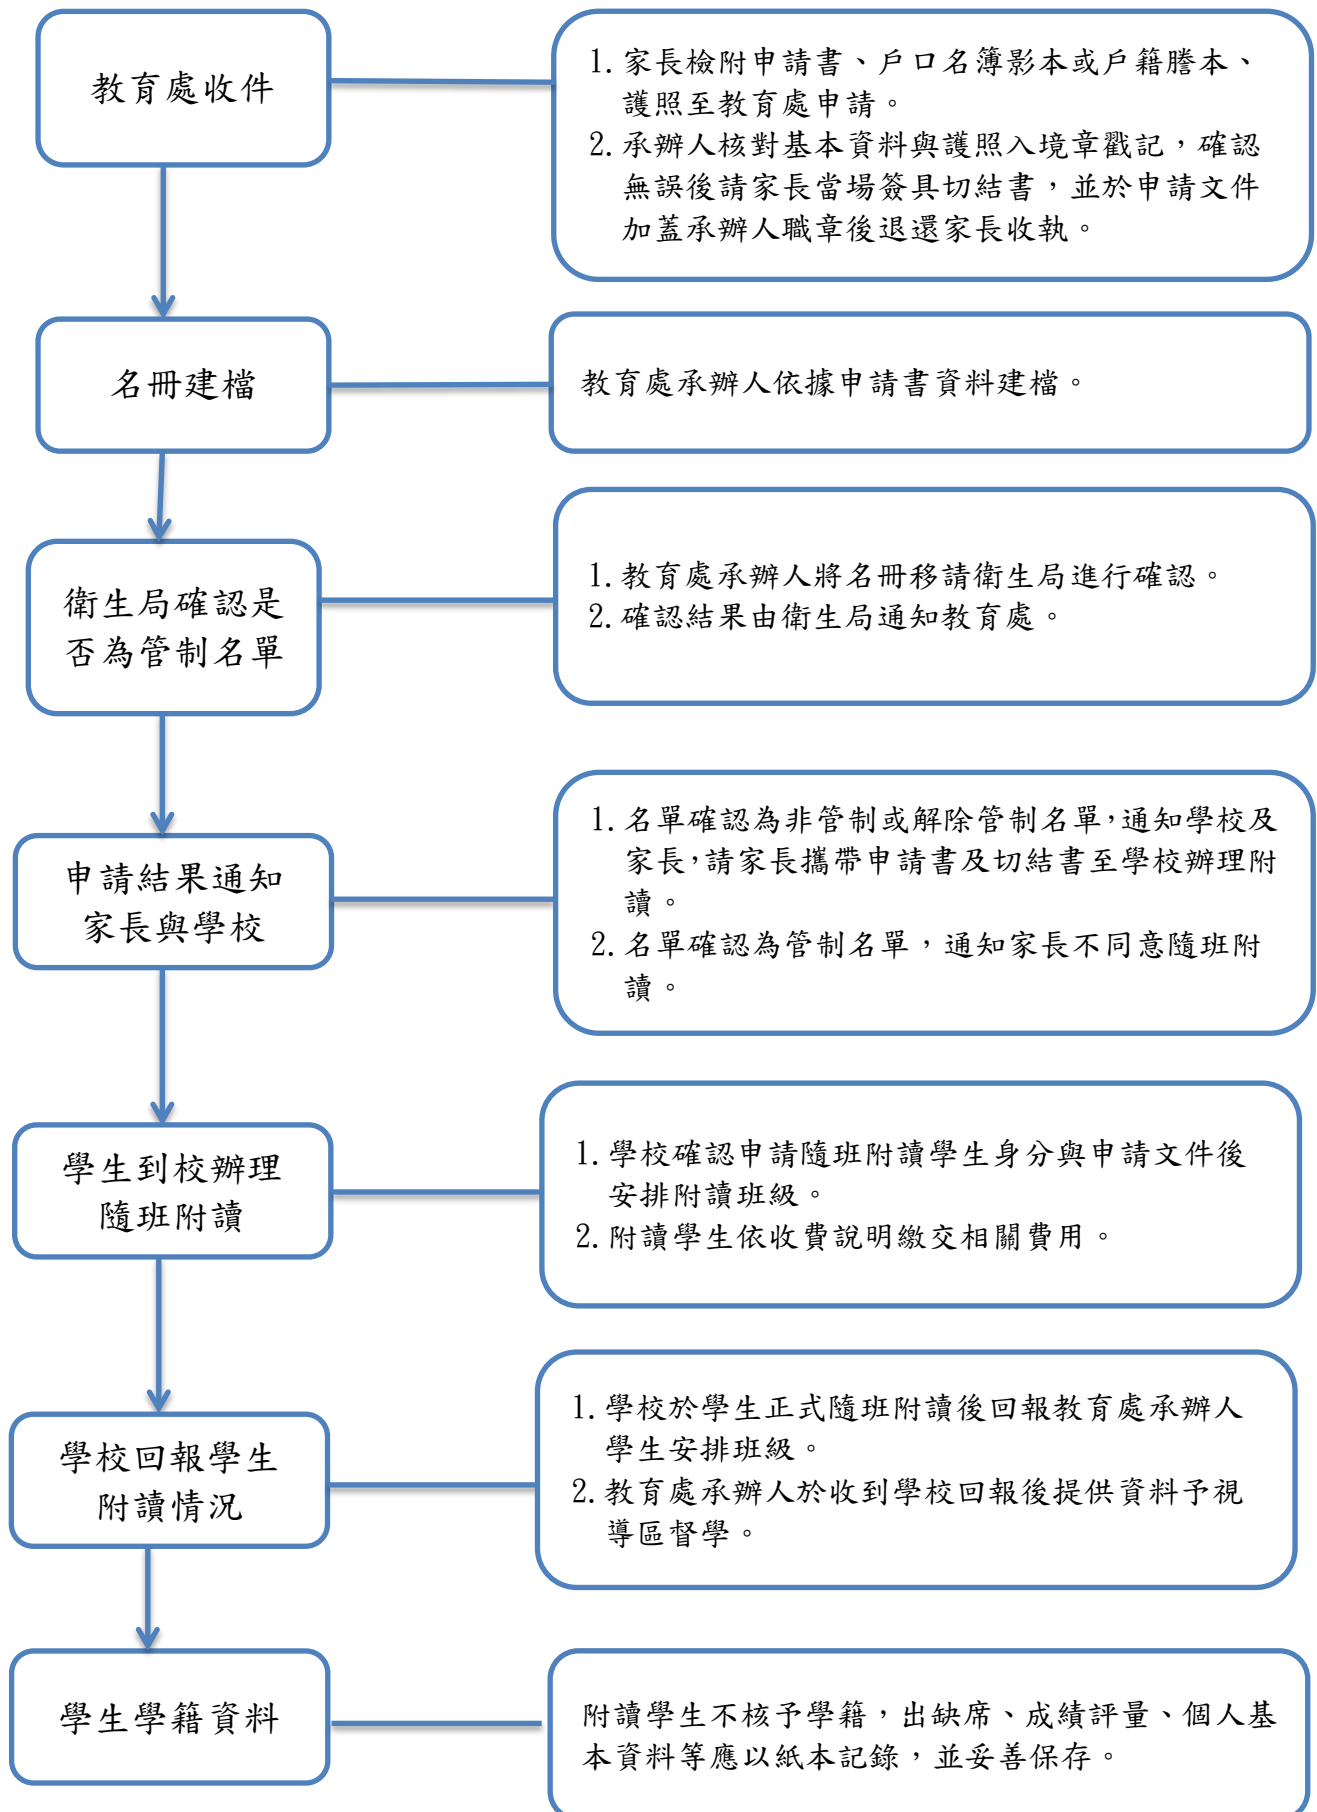 教育處收件
1.家長檢附申請書、戶口名簿影本或戶籍謄本、
護照至教育處申請。
2.承辦人核對基本資料與護照入境章戳記，確認
無誤後請家長當場簽具切結書，並於申請文件
加蓋承辦人職章後退還家長收執。
名冊建檔
教育處承辦人依據申請書資料建檔。
衛生局確認是
否為管制名單
1.教育處承辦人將名冊移請衛生局進行確認。
2.確認結果由衛生局通知教育處。
申請結果通知
家長與學校
1.名單確認為非管制或解除管制名單，通知學校及
家長，請家長攜帶申請書及切結書至學校辦理附
讀。
2.名單確認為管制名單，通知家長不同意隨班附
讀。
學生到校辦理
隨班附讀
1.學校確認申請隨班附讀學生身分與申請文件後
安排附讀班級。
2.附讀學生依收費說明繳交相關費用。
學校回報學生
附讀情況
1.學校於學生正式隨班附讀後回報教育處承辦人
學生安排班級。
2.教育處承辦人於收到學校回報後提供資料予視
導區督學。
學生學籍資料
附讀學生不核予學籍，出缺席、成績評量、個人基
本資料等應以紙本記錄，並妥善保存。